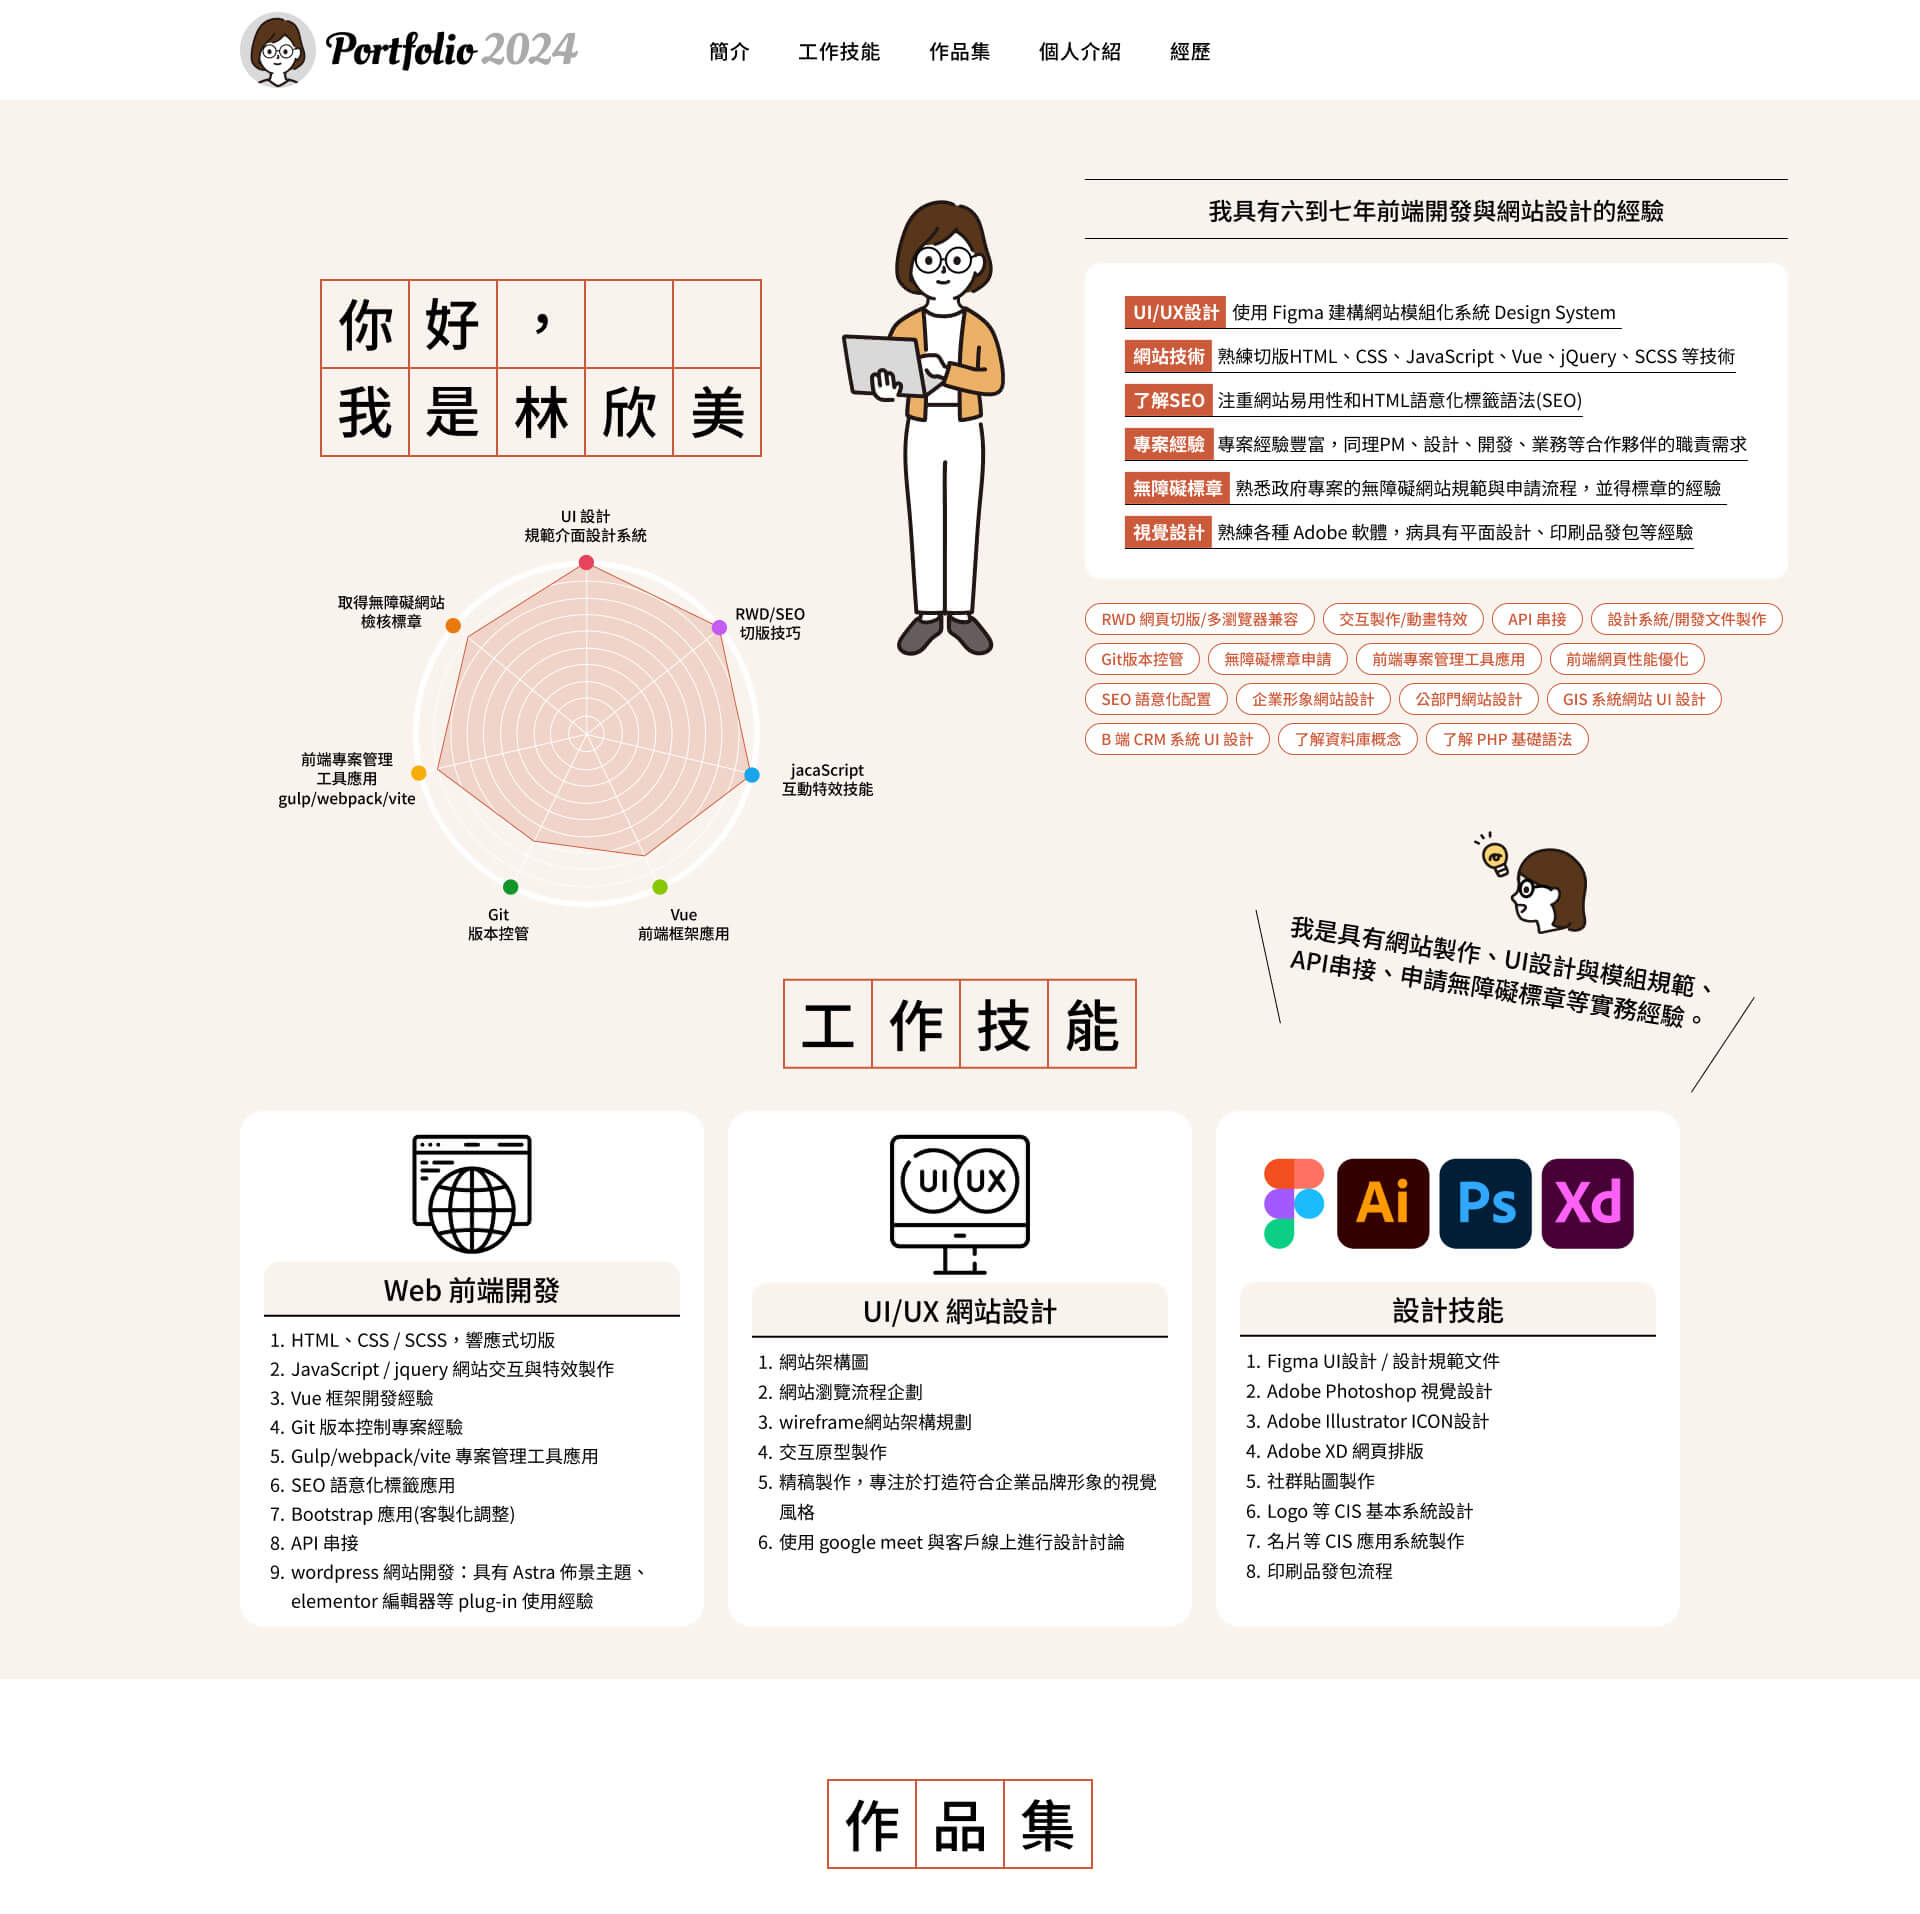 Portfolio 2024
簡介
工作技能
作品集
個人介紹
經歷
你好，
我是林欣美
UI 設計
規範介面設計系統
RWD/SEO
切版技巧
jacaScript
互動特效技能
Vue
前端框架應用
Git
版本控管
前端專案管理
工具應用
gulp/webpack/vite
取得無障礙網站
檢核標章
我具有六到七年前端開發與網站設計的經驗
UI/UX設計 使用 Figma 建構網站模組化系統 Design System
網站技術 熟練切版HTML、CSS、JavaScript、Vue、jQuery、SCSS 等技術
了解SEO 注重網站易用性和HTML語意化標籤語法(SEO)
專案經驗 專案經驗豐富，同理PM、設計、開發、業務等合作夥伴的職責需求
無障礙標章 熟悉政府專案的無障礙網站規範與申請流程，並得標章的經驗
視覺設計 熟練各種 Adobe 軟體，病具有平面設計、印刷品發包等經驗
RWD 網頁切版/多瀏覽器兼容
交互製作/動畫特效
API 串接
設計系統/開發文件製作
Git版本控管
無障礙標章申請
前端專案管理工具應用
前端網頁性能優化
SEO 語意化配置
企業形象網站設計
公部門網站設計
GIS 系統網站 UI 設計
B 端 CRM 系統 UI 設計
了解資料庫概念
了解 PHP 基礎語法
我是具有網站製作、UI設計與模組規範、
API串接、申請無障礙標章等實務經驗。
工作技能
Web 前端開發
1. HTML、CSS / SCSS，響應式切版
2. JavaScript / jquery 網站交互與特效製作
3. Vue 框架開發經驗
4. Git 版本控制專案經驗
5. Gulp/webpack/vite 專案管理工具應用
6. SEO 語意化標籤應用
7. Bootstrap 應用(客製化調整)
8. API 串接
9. wordpress 網站開發：具有 Astra 佈景主題、
elementor 編輯器等 plug-in 使用經驗
UI UX
UI/UX 網站設計
1. 網站架構圖
2. 網站瀏覽流程企劃
3. wireframe網站架構規劃
4. 交互原型製作
5. 精稿製作，專注於打造符合企業品牌形象的視覺
風格
6. 使用 google meet 與客戶線上進行設計討論
Ai Ps Xd
設計技能
1. Figma UI設計 / 設計規範文件
2. Adobe Photoshop 視覺設計
3. Adobe Illustrator ICON設計
4. Adobe XD 網頁排版
5. 社群貼圖製作
6. Logo 等 CIS 基本系統設計
7. 名片等 CIS 應用系統製作
8. 印刷品發包流程
作品集